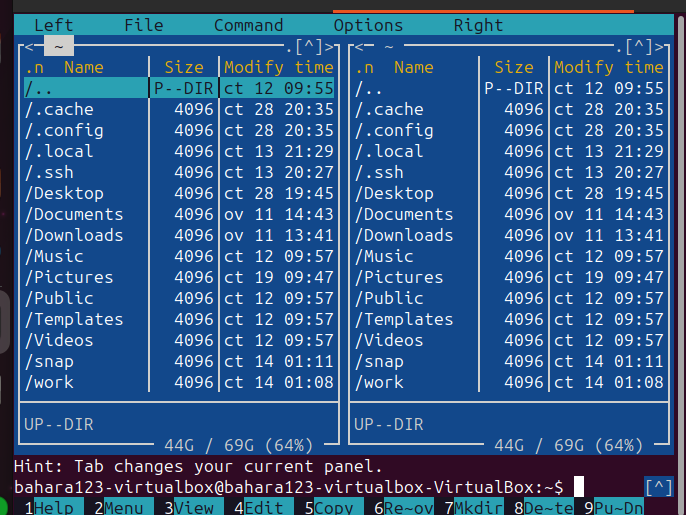 Left File Command Options Right
<- ~ .[^]> <- ~ .[^]>
.n Name Size Modify time .n Name Size Modify time
/.. P--DIR ct 12 09:55 /.. P--DIR ct 12 09:55
/.cache 4096 ct 28 20:35 /.cache 4096 ct 28 20:35
/.config 4096 ct 28 20:35 /.config 4096 ct 28 20:35
/.local 4096 ct 13 21:29 /.local 4096 ct 13 21:29
/.ssh 4096 ct 13 20:27 /.ssh 4096 ct 13 20:27
/Desktop 4096 ct 28 19:45 /Desktop 4096 ct 28 19:45
/Documents 4096 ov 11 14:43 /Documents 4096 ov 11 14:43
/Downloads 4096 ov 11 13:41 /Downloads 4096 ov 11 13:41
/Music 4096 ct 12 09:57 /Music 4096 ct 12 09:57
/Pictures 4096 ct 19 09:47 /Pictures 4096 ct 19 09:47
/Public 4096 ct 12 09:57 /Public 4096 ct 12 09:57
/Templates 4096 ct 12 09:57 /Templates 4096 ct 12 09:57
/Videos 4096 ct 12 09:57 /Videos 4096 ct 12 09:57
/snap 4096 ct 14 01:11 /snap 4096 ct 14 01:11
/work 4096 ct 14 01:08 /work 4096 ct 14 01:08
UP--DIR UP--DIR
44G / 69G (64%) 44G / 69G (64%)
Hint: Tab changes your current panel.
bahara123-virtualbox@bahara123-virtualbox-VirtualBox:~$ [^]
1Help 2Menu 3View 4Edit 5Copy 6Re~ov 7Mkdir 8De~te 9Pu~Dn